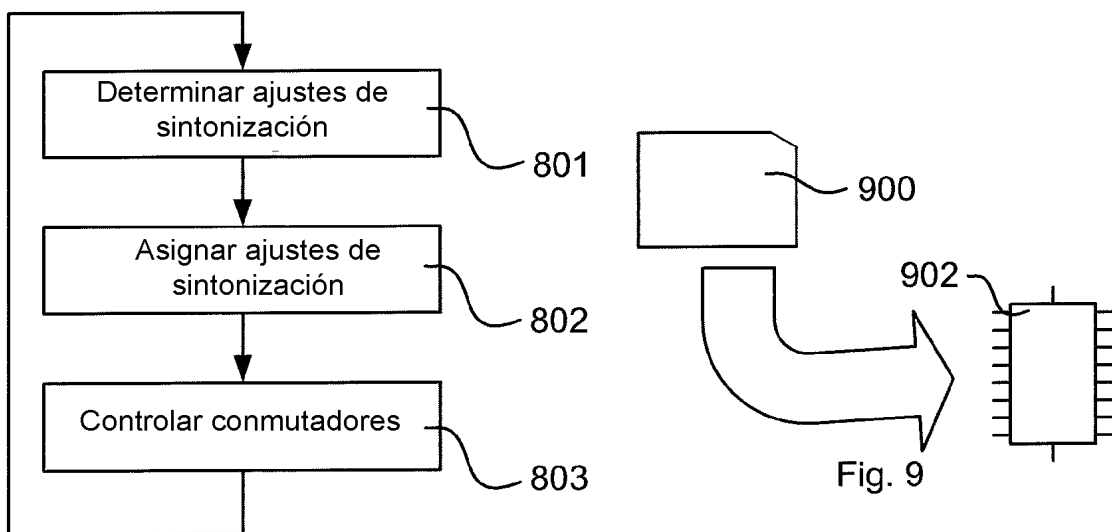 Determinar ajustes de
sintonización
801
Asignar ajustes de
sintonización
802
Controlar conmutadores
803
900
902
Fig. 9